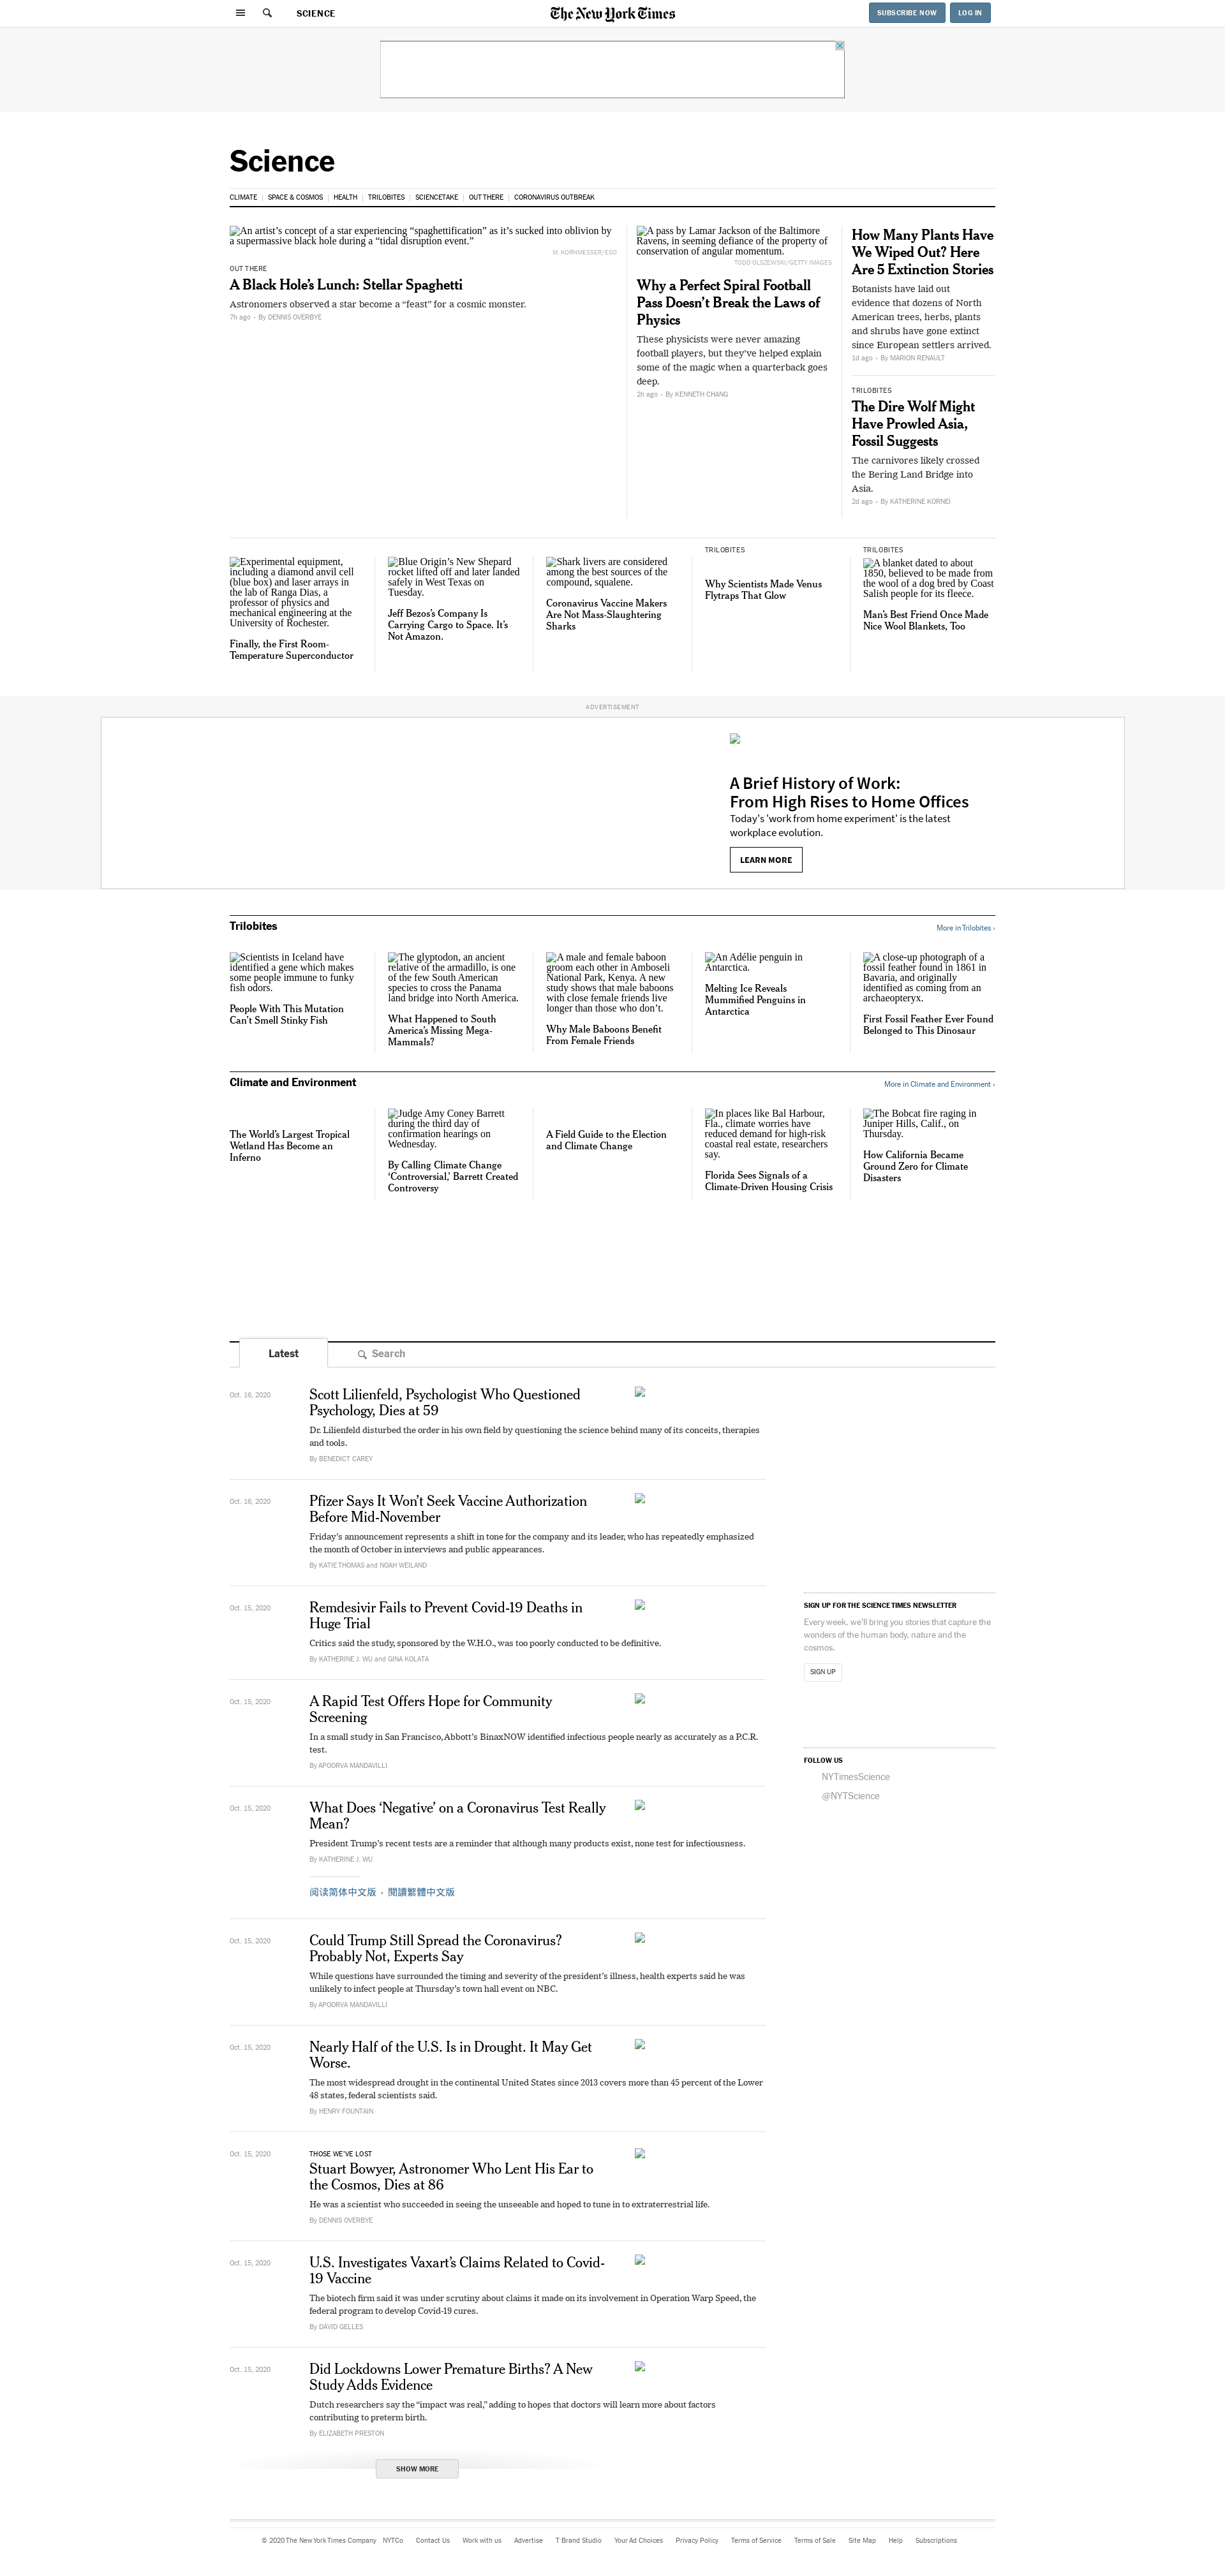 SCIENCE
The New York Times
SUBSCRIBE NOW
LOG IN
Science
CLIMATE
SPACE & COSMOS
HEALTH
TRILOBITES
SCIENCETAKE
OUT THERE
CORONAVIRUS OUTBREAK
An artist's concept of a star experiencing “spaghettification” as it’s sucked into oblivion by
a supermassive black hole during a “tidal disruption event.”
M. KORNMESSER/ESO
OUT THERE
A Black Hole’s Lunch: Stellar Spaghetti
Astronomers observed a star become a “feast” for a cosmic monster.
7h ago • By DENNIS OVERBYE
A pass by Lamar Jackson of the Baltimore
Ravens, in seeming defiance of the property of
conservation of angular momentum.
TODD OLSZEWSKI/GETTY IMAGES
Why a Perfect Spiral Football
Pass Doesn’t Break the Laws of
Physics
These physicists were never amazing
football players, but they’ve helped explain
some of the magic when a quarterback goes
deep.
2h ago • By KENNETH CHANG
How Many Plants Have
We Wiped Out? Here
Are 5 Extinction Stories
Botanists have laid out
evidence that dozens of North
American trees, herbs, plants
and shrubs have gone extinct
since European settlers arrived.
1d ago • By MARION RENAULT
TRILOBITES
The Dire Wolf Might
Have Prowled Asia,
Fossil Suggests
The carnivores likely crossed
the Bering Land Bridge into
Asia.
2d ago • By KATHERINE KORNEI
Experimental equipment,
including a diamond anvil cell
(blue box) and laser arrays in
the lab of Ranga Dias, a
professor of physics and
mechanical engineering at the
University of Rochester.
Finally, the First Room-
Temperature Superconductor
Blue Origin’s New Shepard
rocket lifted off and later landed
safely in West Texas on
Tuesday.
Jeff Bezos’s Company Is
Carrying Cargo to Space. It’s
Not Amazon.
Shark livers are considered
among the best sources of the
compound, squalene.
Coronavirus Vaccine Makers
Are Not Mass-Slaughtering
Sharks
TRILOBITES
Why Scientists Made Venus
Flytraps That Glow
TRILOBITES
A blanket dated to about
1850, believed to be made from
the wool of a dog bred by Coast
Salish people for its fleece.
Man’s Best Friend Once Made
Nice Wool Blankets, Too
ADVERTISEMENT
A Brief History of Work:
From High Rises to Home Offices
Today's 'work from home experiment' is the latest
workplace evolution.
LEARN MORE
Trilobites
More in Trilobites ›
Scientists in Iceland have
identified a gene which makes
some people immune to funky
fish odors.
People With This Mutation
Can’t Smell Stinky Fish
The glyptodon, an ancient
relative of the armadillo, is one
of the few South American
species to cross the Panama
land bridge into North America.
What Happened to South
America’s Missing Mega-
Mammals?
A male and female baboon
groom each other in Amboseli
National Park, Kenya. A new
study shows that male baboons
with close female friends live
longer than those who don’t.
Why Male Baboons Benefit
From Female Friends
An Adélie penguin in
Antarctica.
Melting Ice Reveals
Mummified Penguins in
Antarctica
A close-up photograph of a
fossil feather found in 1861 in
Bavaria, and originally
identified as coming from an
archaeopteryx.
First Fossil Feather Ever Found
Belonged to This Dinosaur
Climate and Environment
More in Climate and Environment ›
The World’s Largest Tropical
Wetland Has Become an
Inferno
Judge Amy Coney Barrett
during the third day of
confirmation hearings on
Wednesday.
By Calling Climate Change
‘Controversial,’ Barrett Created
Controversy
A Field Guide to the Election
and Climate Change
In places like Bal Harbour,
Fla., climate worries have
reduced demand for high-risk
coastal real estate, researchers
say.
Florida Sees Signals of a
Climate-Driven Housing Crisis
The Bobcat fire raging in
Juniper Hills, Calif., on
Thursday.
How California Became
Ground Zero for Climate
Disasters
Latest
Search
Oct. 16, 2020
Scott Lilienfeld, Psychologist Who Questioned
Psychology, Dies at 59
Dr. Lilienfeld disturbed the order in his own field by questioning the science behind many of its conceits, therapies
and tools.
By BENEDICT CAREY
Oct. 16, 2020
Pfizer Says It Won’t Seek Vaccine Authorization
Before Mid-November
Friday’s announcement represents a shift in tone for the company and its leader, who has repeatedly emphasized
the month of October in interviews and public appearances.
By KATIE THOMAS and NOAH WEILAND
Oct. 15, 2020
Remdesivir Fails to Prevent Covid-19 Deaths in
Huge Trial
Critics said the study, sponsored by the W.H.O., was too poorly conducted to be definitive.
By KATHERINE J. WU and GINA KOLATA
Oct. 15, 2020
A Rapid Test Offers Hope for Community
Screening
In a small study in San Francisco, Abbott’s BinaxNOW identified infectious people nearly as accurately as a P.C.R.
test.
By APOORVA MANDAVILLI
Oct. 15, 2020
What Does ‘Negative’ on a Coronavirus Test Really
Mean?
President Trump’s recent tests are a reminder that although many products exist, none test for infectiousness.
By KATHERINE J. WU
阅读简体中文版 • 閱讀繁體中文版
Oct. 15, 2020
Could Trump Still Spread the Coronavirus?
Probably Not, Experts Say
While questions have surrounded the timing and severity of the president’s illness, health experts said he was
unlikely to infect people at Thursday’s town hall event on NBC.
By APOORVA MANDAVILLI
Oct. 15, 2020
Nearly Half of the U.S. Is in Drought. It May Get
Worse.
The most widespread drought in the continental United States since 2013 covers more than 45 percent of the Lower
48 states, federal scientists said.
By HENRY FOUNTAIN
Oct. 15, 2020
THOSE WE’VE LOST
Stuart Bowyer, Astronomer Who Lent His Ear to
the Cosmos, Dies at 86
He was a scientist who succeeded in seeing the unseeable and hoped to tune in to extraterrestrial life.
By DENNIS OVERBYE
Oct. 15, 2020
U.S. Investigates Vaxart’s Claims Related to Covid-
19 Vaccine
The biotech firm said it was under scrutiny about claims it made on its involvement in Operation Warp Speed, the
federal program to develop Covid-19 cures.
By DAVID GELLES
Oct. 15, 2020
Did Lockdowns Lower Premature Births? A New
Study Adds Evidence
Dutch researchers say the “impact was real,” adding to hopes that doctors will learn more about factors
contributing to preterm birth.
By ELIZABETH PRESTON
SHOW MORE
SIGN UP FOR THE SCIENCE TIMES NEWSLETTER
Every week, we'll bring you stories that capture the
wonders of the human body, nature and the
cosmos.
SIGN UP
FOLLOW US
NYTimesScience
@NYTScience
© 2020 The New York Times Company
NYTCo
Contact Us
Work with us
Advertise
T Brand Studio
Your Ad Choices
Privacy Policy
Terms of Service
Terms of Sale
Site Map
Help
Subscriptions